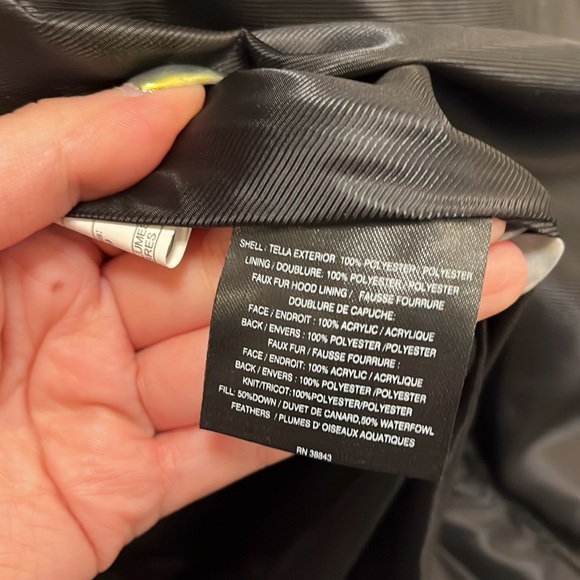 SHELL : TELLA EXTERIOR 100% POLYESTER / POLYESTER
LINING / DOUBLURE: 100% POLYESTER / POLYESTER
FAUX FUR HOOD LINING / FAUSSE FOURRURE
DOUBLURE DE CAPUCHE:
FACE / ENDROIT : 100% ACRYLIC / ACRYLIQUE
BACK / ENVERS : 100% POLYESTER /POLYESTER
FAUX FUR / FAUSSE FOURRURE :
FACE / ENDROIT: 100% ACRYLIC / ACRYLIQUE
BACK / ENVERS: 100% POLYESTER /POLYESTER
KNIT/TRICOT:100%POLYESTER/POLYESTER
FILL: 50%DOWN / DUVET DE CANARD,50% WATERFOWL
FEATHERS / PLUMES D' OISEAUX AQUATIQUES
RN 38843